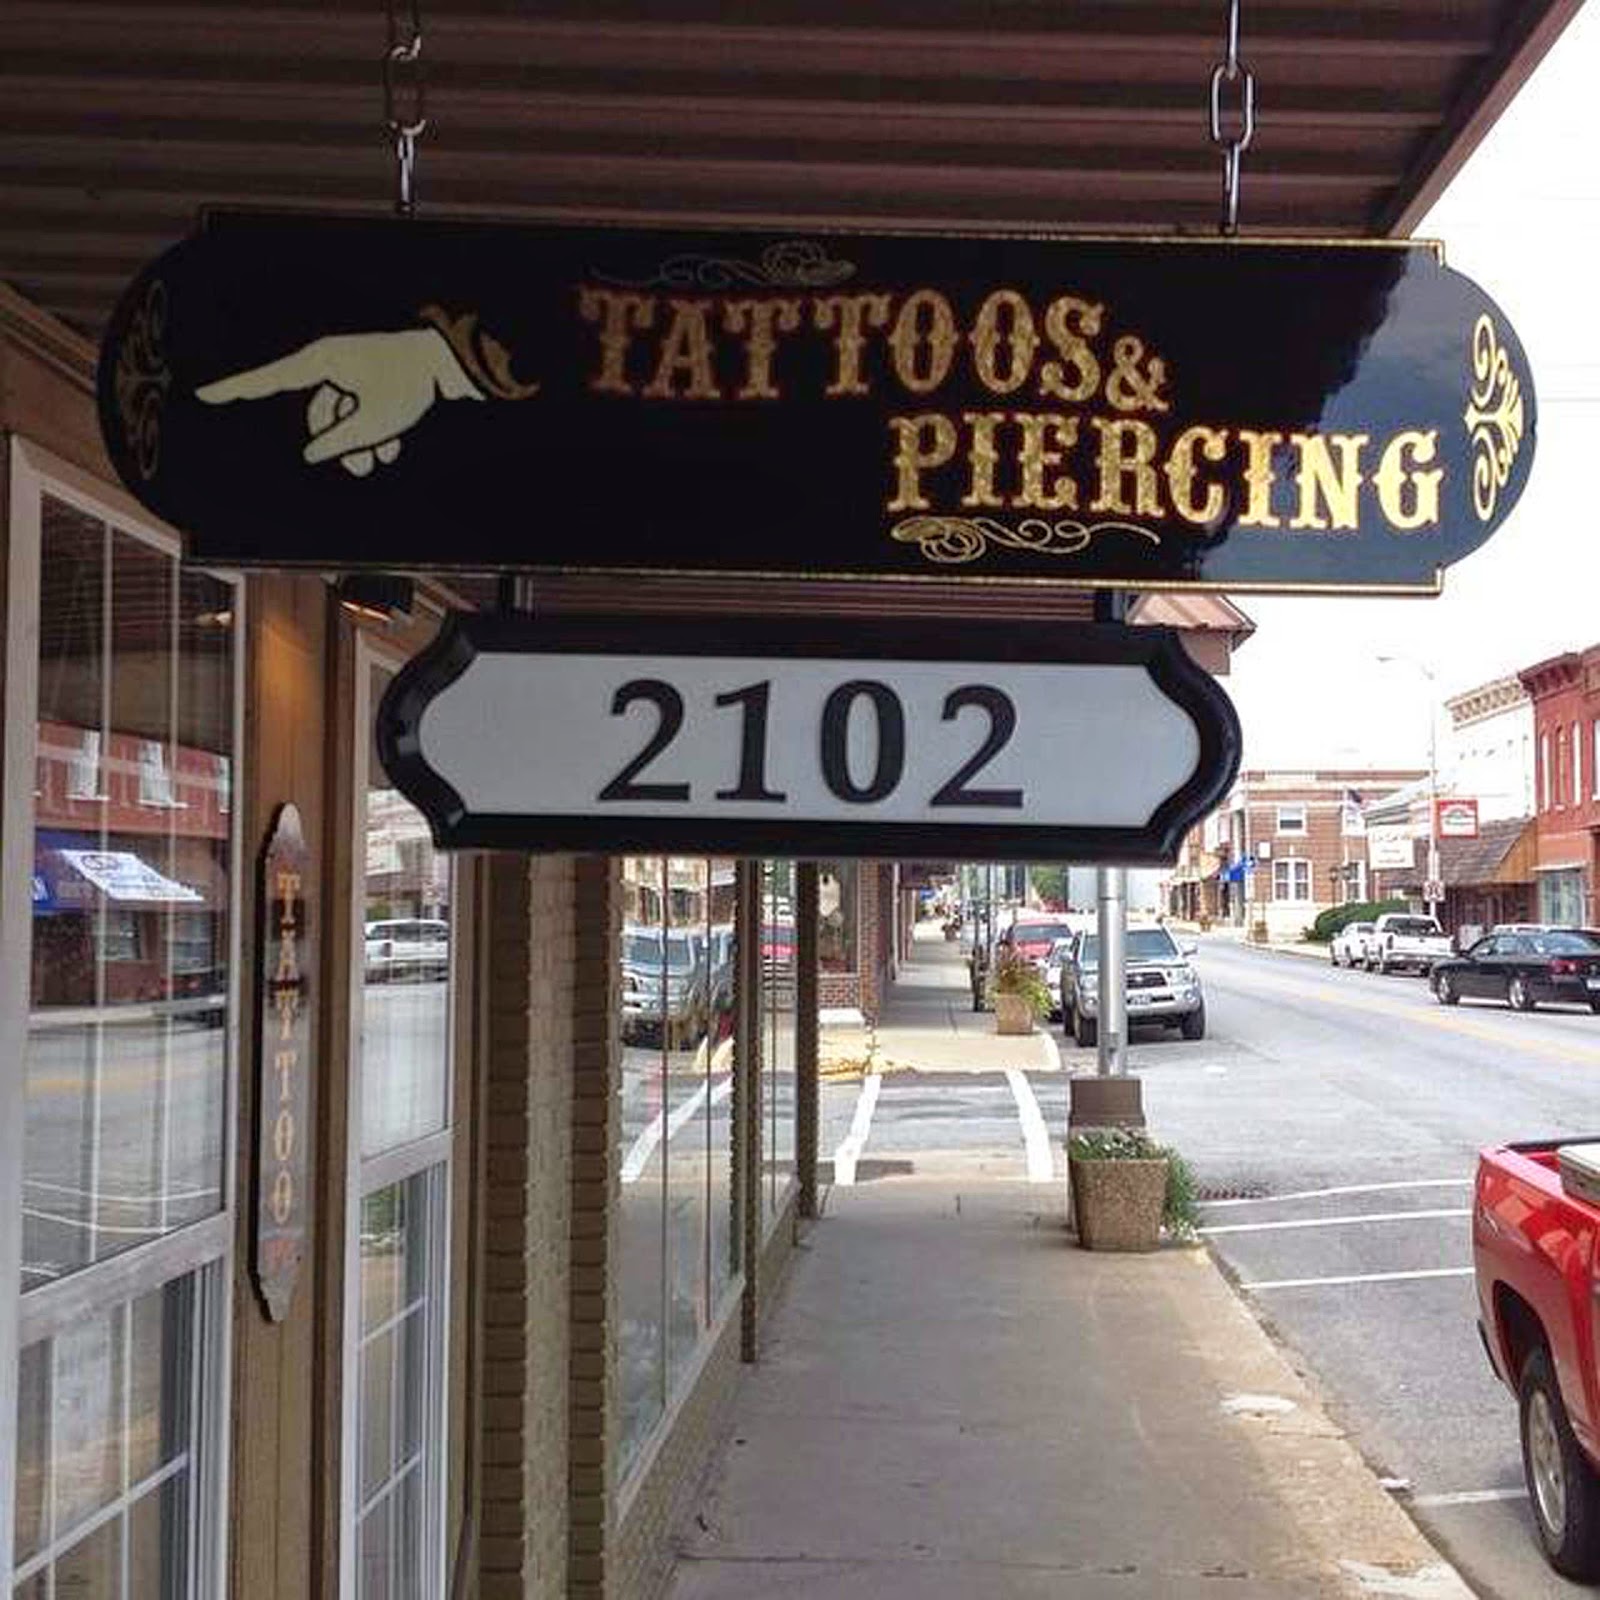 TATTOOS &
PIERCING
2102
TATTOO